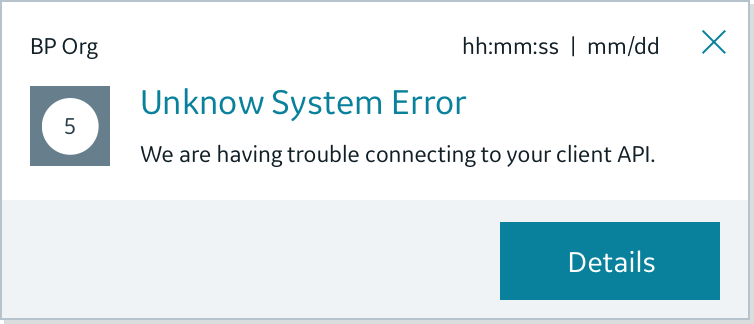 BP Org
hh:mm:ss | mm/dd
5
Unknow System Error
We are having trouble connecting to your client API.
Details